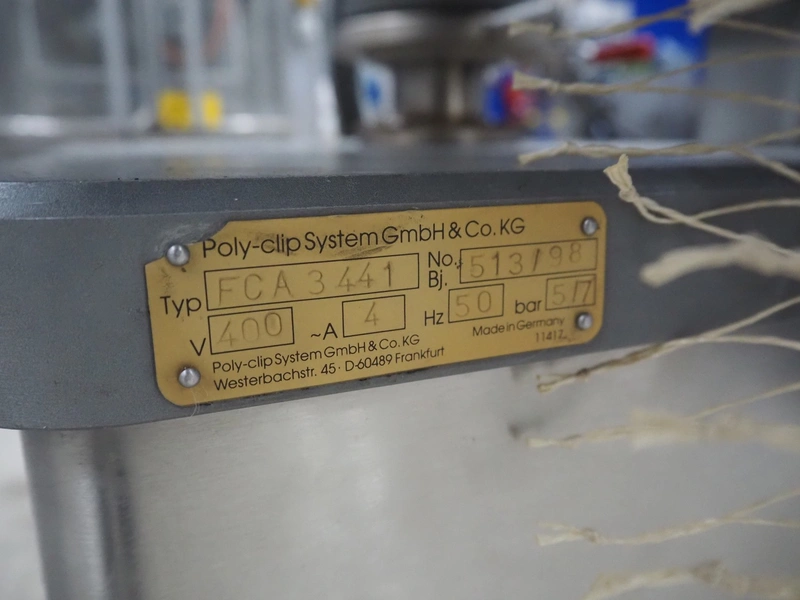 Poly-clip System GmbH & Co. KG
Typ FCA 3441 No. Bj. 513/98
V 400 ~A 4 Hz 50 bar 5/7
Poly-clip System GmbH & Co. KG
Westerbachstr. 45 · D-60489 Frankfurt
Made in Germany
1141Z